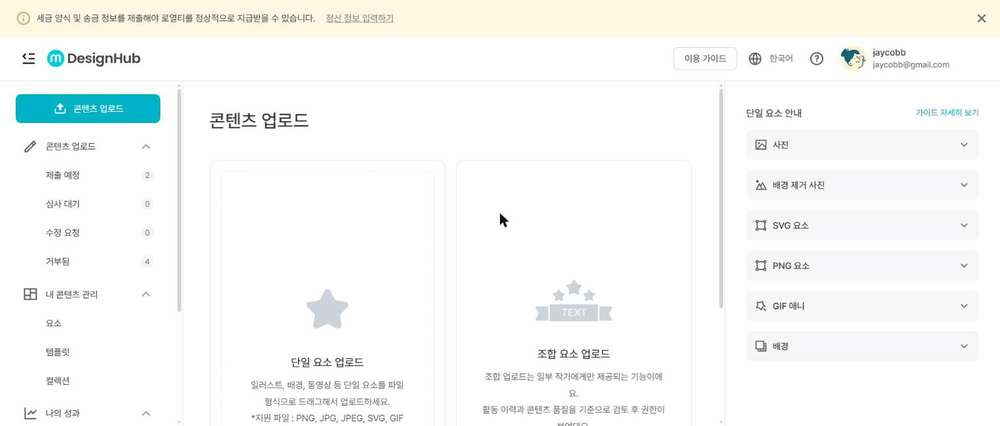 세금 양식 및 송금 정보를 제출해야 로열티를 정상적으로 지급받을 수 있습니다. 정산 정보 입력하기
m DesignHub
이용 가이드
한국어
jaycobb
jaycobb@gmail.com
콘텐츠 업로드
콘텐츠 업로드
제출 예정 2
심사 대기 0
수정 요청 0
거부됨 4
내 콘텐츠 관리
요소
템플릿
컬렉션
나의 성과
콘텐츠 업로드
단일 요소 업로드
일러스트, 배경, 동영상 등 단일 요소를 파일
형식으로 드래그해서 업로드하세요.
*지원 파일 : PNG, JPG, JPEG, SVG, GIF
TEXT
조합 요소 업로드
조합 업로드는 일부 작가에게만 제공되는 기능이에
요.
활동 이력과 콘텐츠 품질을 기준으로 검토 후 권한이
단일 요소 안내
가이드 자세히 보기
사진
배경 제거 사진
SVG 요소
PNG 요소
GIF 애니
배경